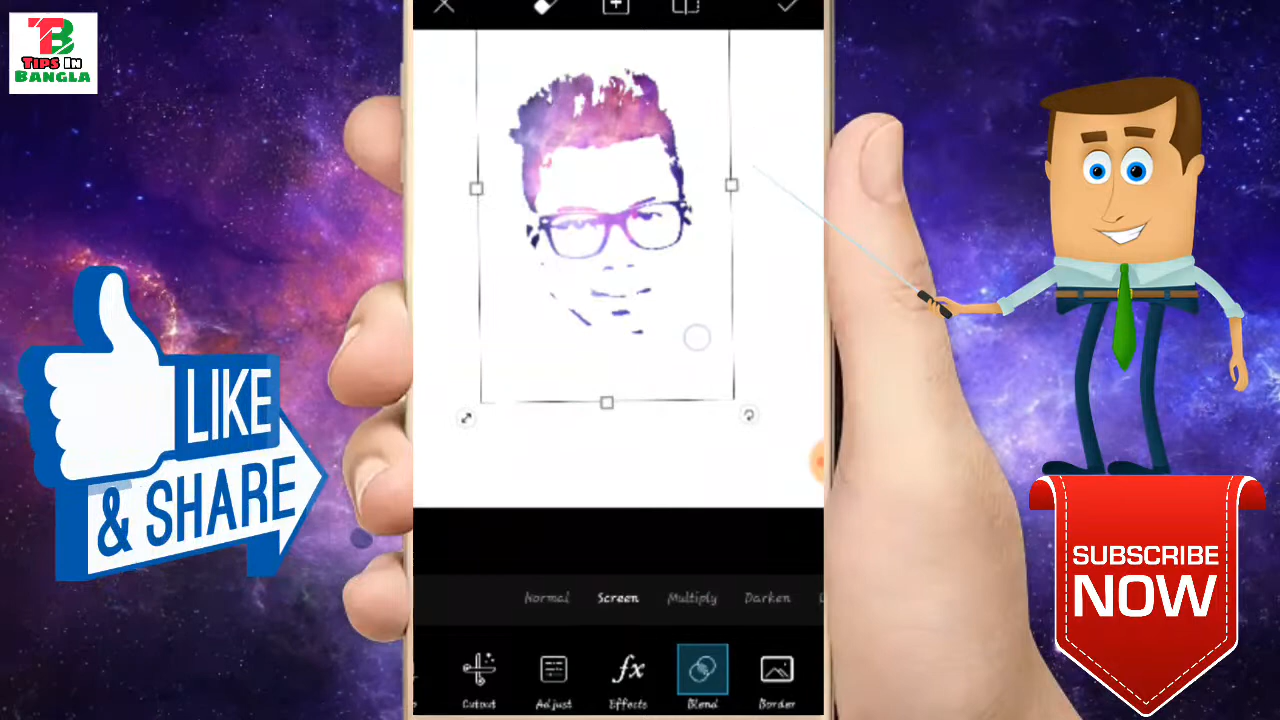 TB
TIPS IN
BANGLA
LIKE
& SHARE
Normal Screen Multiply Darken
Cutout Adjust Effects Blend Border
fx
SUBSCRIBE
NOW